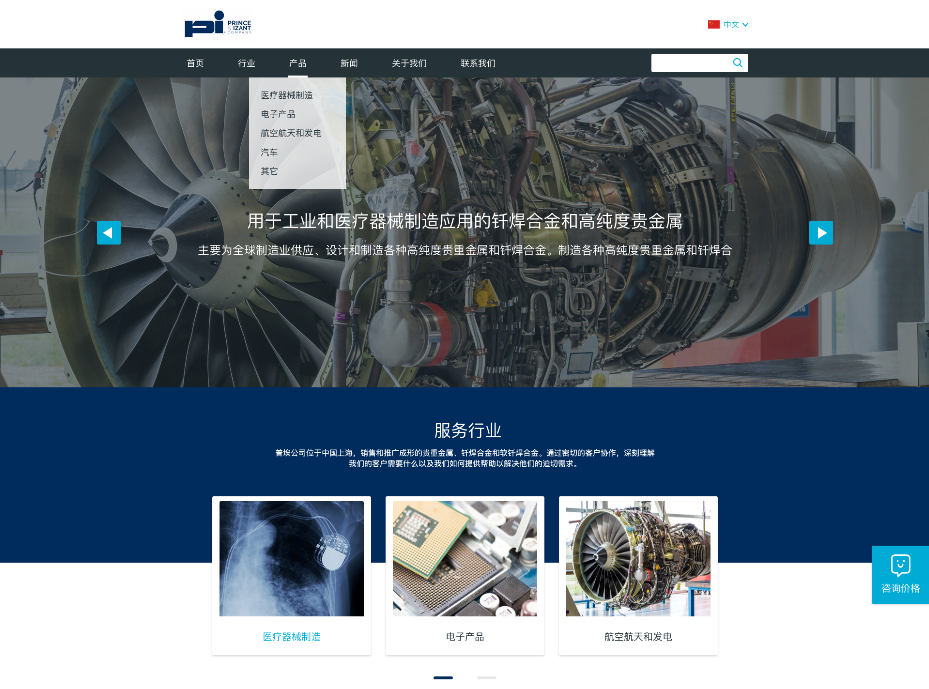 PRINCE
& IZANT
COMPANY
中文
首页 行业 产品 新闻 关于我们 联系我们
医疗器械制造
电子产品
航空航天和发电
汽车
其它
用于工业和医疗器械制造应用的钎焊合金和高纯度贵金属
主要为全球制造业供应、设计和制造各种高纯度贵重金属和钎焊合金。制造各种高纯度贵重金属和钎焊合
服务行业
普埃公司位于中国上海，销售和推广成形的贵重金属、钎焊合金和软钎焊合金。通过密切的客户协作，深刻理解
我们的客户需要什么以及我们如何提供帮助以解决他们的迫切需求。
咨询价格
医疗器械制造 电子产品 航空航天和发电